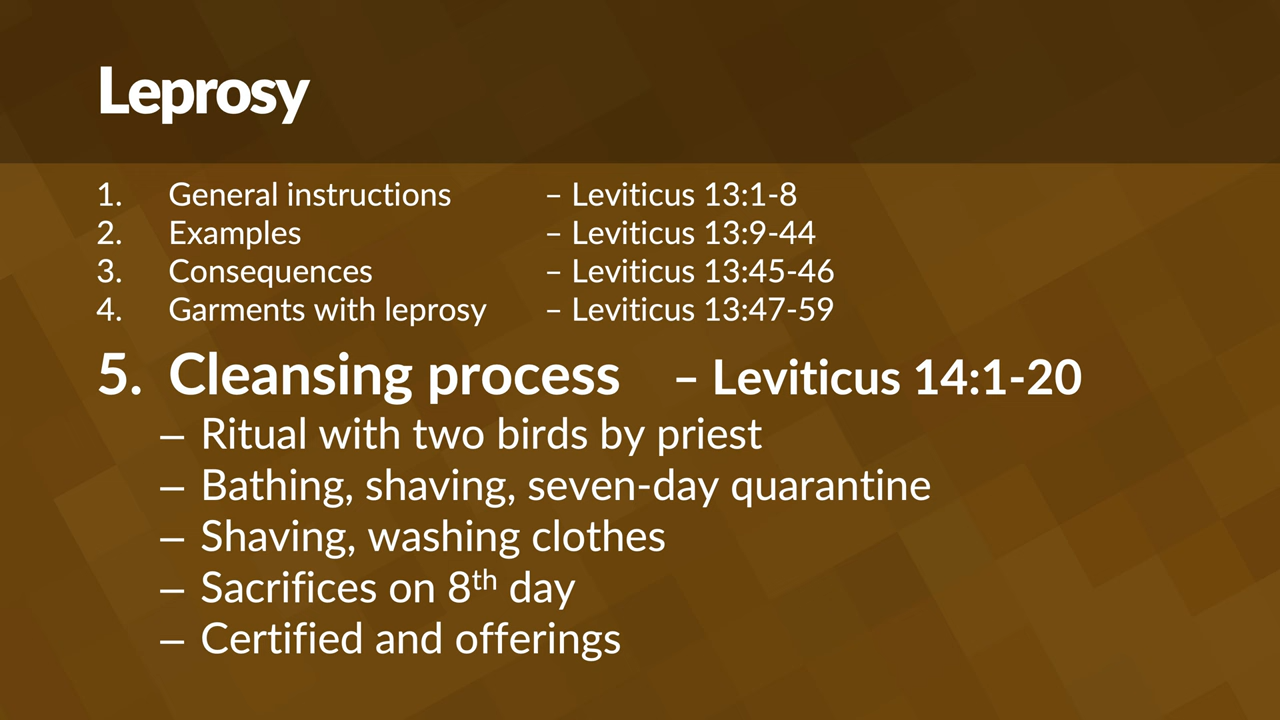 Leprosy
1. General instructions – Leviticus 13:1-8
2. Examples – Leviticus 13:9-44
3. Consequences – Leviticus 13:45-46
4. Garments with leprosy – Leviticus 13:47-59
5. Cleansing process – Leviticus 14:1-20
– Ritual with two birds by priest
– Bathing, shaving, seven-day quarantine
– Shaving, washing clothes
– Sacrifices on 8th day
– Certified and offerings